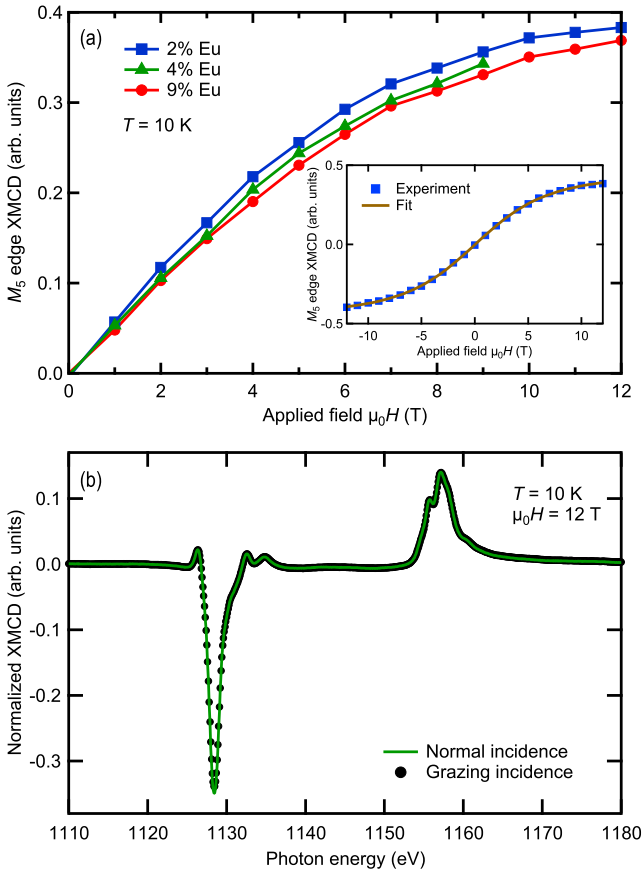 (a)
2% Eu
4% Eu
9% Eu
T = 10 K
M5 edge XMCD (arb. units)
0.4
0.3
0.2
0.1
0.0
0
2
4
6
8
10
12
Applied field μ0H (T)
Experiment
Fit
M5 edge XMCD (arb. units)
0.5
0.0
-0.5
-10
-5
0
5
10
Applied field μ0H (T)
(b)
T = 10 K
μ0H = 12 T
Normalized XMCD (arb. units)
0.1
0.0
-0.1
-0.2
-0.3
Normal incidence
Grazing incidence
1110
1120
1130
1140
1150
1160
1170
1180
Photon energy (eV)